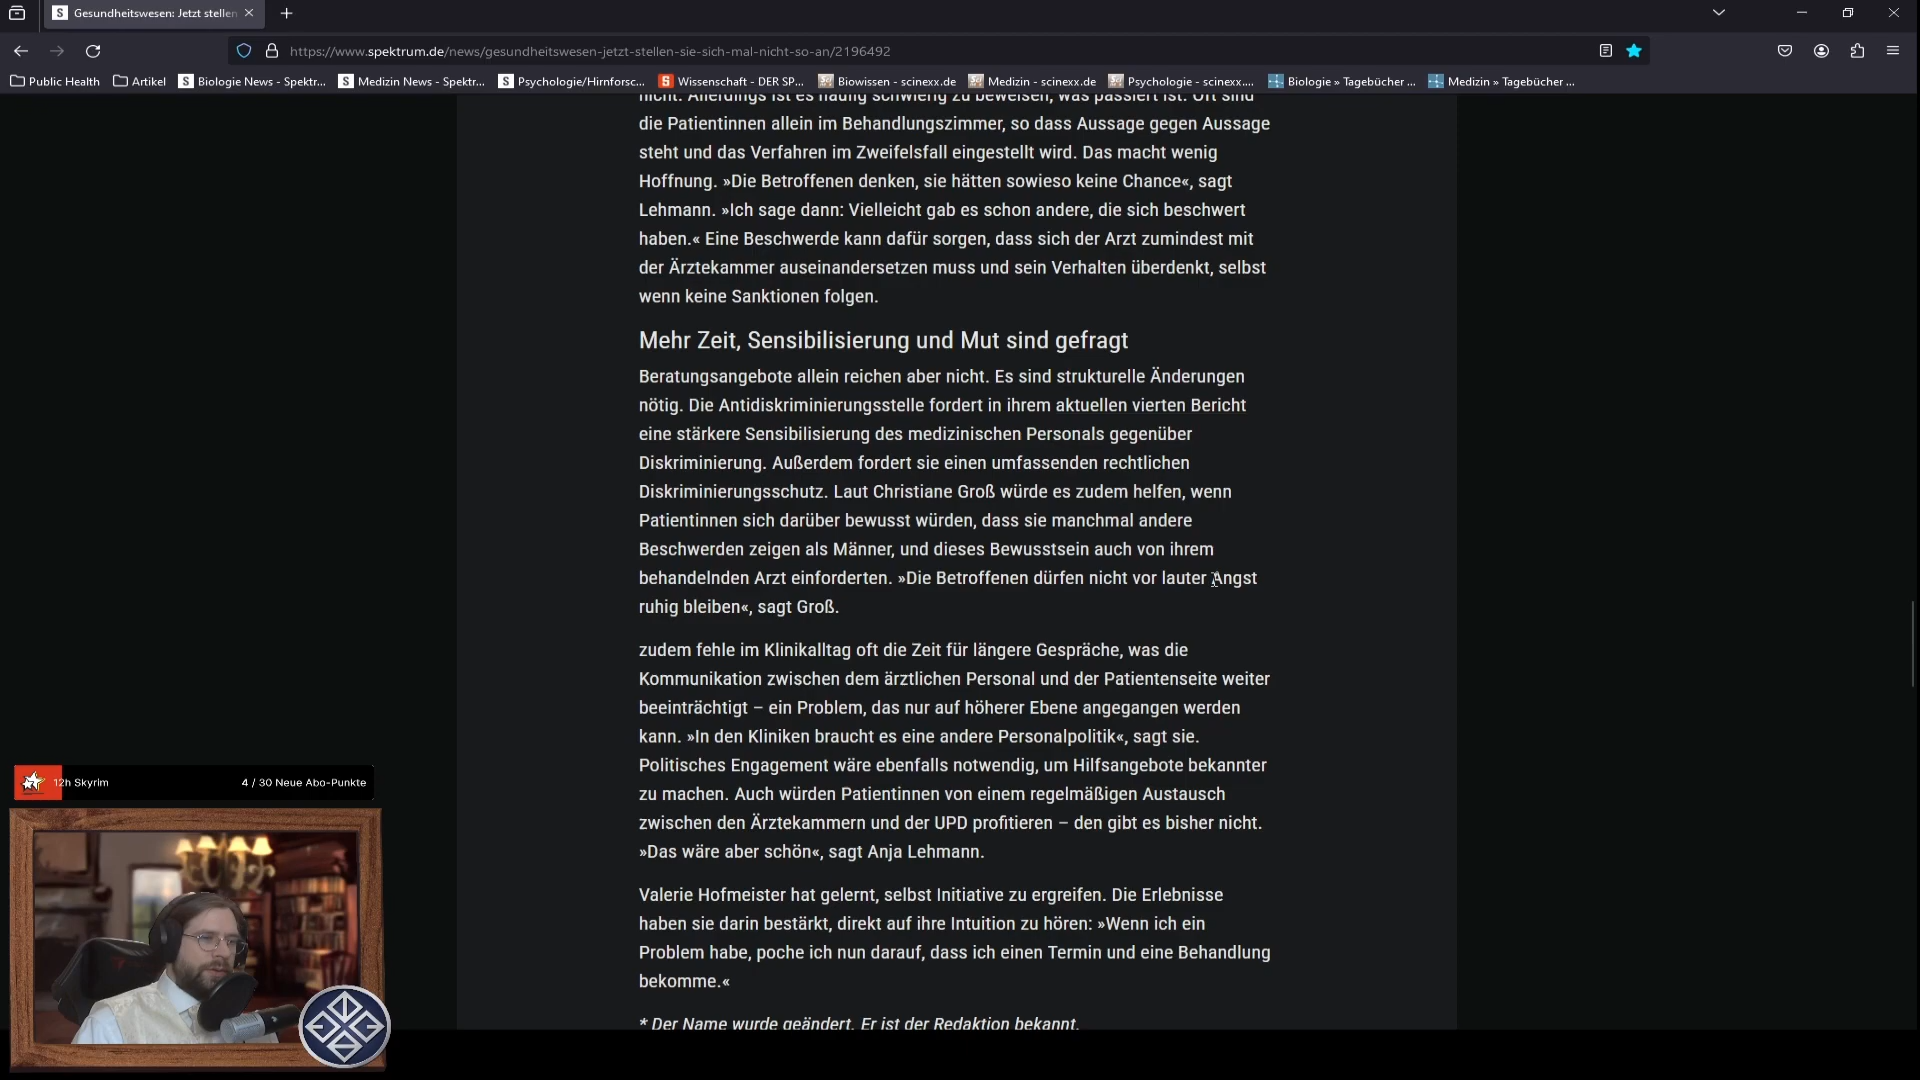 Gesundheitswesen: Jetzt stellen
https://www.spektrum.de/news/gesundheitswesen-jetzt-stellen-sie-sich-mal-nicht-so-an/2196492
Public Health
Artikel
Biologie News - Spektr...
Medizin News - Spektr...
Psychologie/Hirnforsc...
Wissenschaft - DER SP...
Biowissen - scinexx.de
Medizin - scinexx.de
Psychologie - scinexx....
Biologie » Tagebücher ...
Medizin » Tagebücher ...
nicht. Allerdings ist es häufig schwierig zu beweisen, was passiert ist. Oft sind
die Patientinnen allein im Behandlungszimmer, so dass Aussage gegen Aussage
steht und das Verfahren im Zweifelsfall eingestellt wird. Das macht wenig
Hoffnung. »Die Betroffenen denken, sie hätten sowieso keine Chance«, sagt
Lehmann. »Ich sage dann: Vielleicht gab es schon andere, die sich beschwert
haben.« Eine Beschwerde kann dafür sorgen, dass sich der Arzt zumindest mit
der Ärztekammer auseinandersetzen muss und sein Verhalten überdenkt, selbst
wenn keine Sanktionen folgen.
Mehr Zeit, Sensibilisierung und Mut sind gefragt
Beratungsangebote allein reichen aber nicht. Es sind strukturelle Änderungen
nötig. Die Antidiskriminierungsstelle fordert in ihrem aktuellen vierten Bericht
eine stärkere Sensibilisierung des medizinischen Personals gegenüber
Diskriminierung. Außerdem fordert sie einen umfassenden rechtlichen
Diskriminierungsschutz. Laut Christiane Groß würde es zudem helfen, wenn
Patientinnen sich darüber bewusst würden, dass sie manchmal andere
Beschwerden zeigen als Männer, und dieses Bewusstsein auch von ihrem
behandelnden Arzt einforderten. »Die Betroffenen dürfen nicht vor lauter Angst
ruhig bleiben«, sagt Groß.
zudem fehle im Klinikalltag oft die Zeit für längere Gespräche, was die
Kommunikation zwischen dem ärztlichen Personal und der Patientenseite weiter
beeinträchtigt – ein Problem, das nur auf höherer Ebene angegangen werden
kann. »In den Kliniken braucht es eine andere Personalpolitik«, sagt sie.
Politisches Engagement wäre ebenfalls notwendig, um Hilfsangebote bekannter
zu machen. Auch würden Patientinnen von einem regelmäßigen Austausch
zwischen den Ärztekammern und der UPD profitieren – den gibt es bisher nicht.
»Das wäre aber schön«, sagt Anja Lehmann.
Valerie Hofmeister hat gelernt, selbst Initiative zu ergreifen. Die Erlebnisse
haben sie darin bestärkt, direkt auf ihre Intuition zu hören: »Wenn ich ein
Problem habe, poche ich nun darauf, dass ich einen Termin und eine Behandlung
bekomme.«
* Der Name wurde geändert. Er ist der Redaktion bekannt.
12h Skyrim
4 / 30 Neue Abo-Punkte